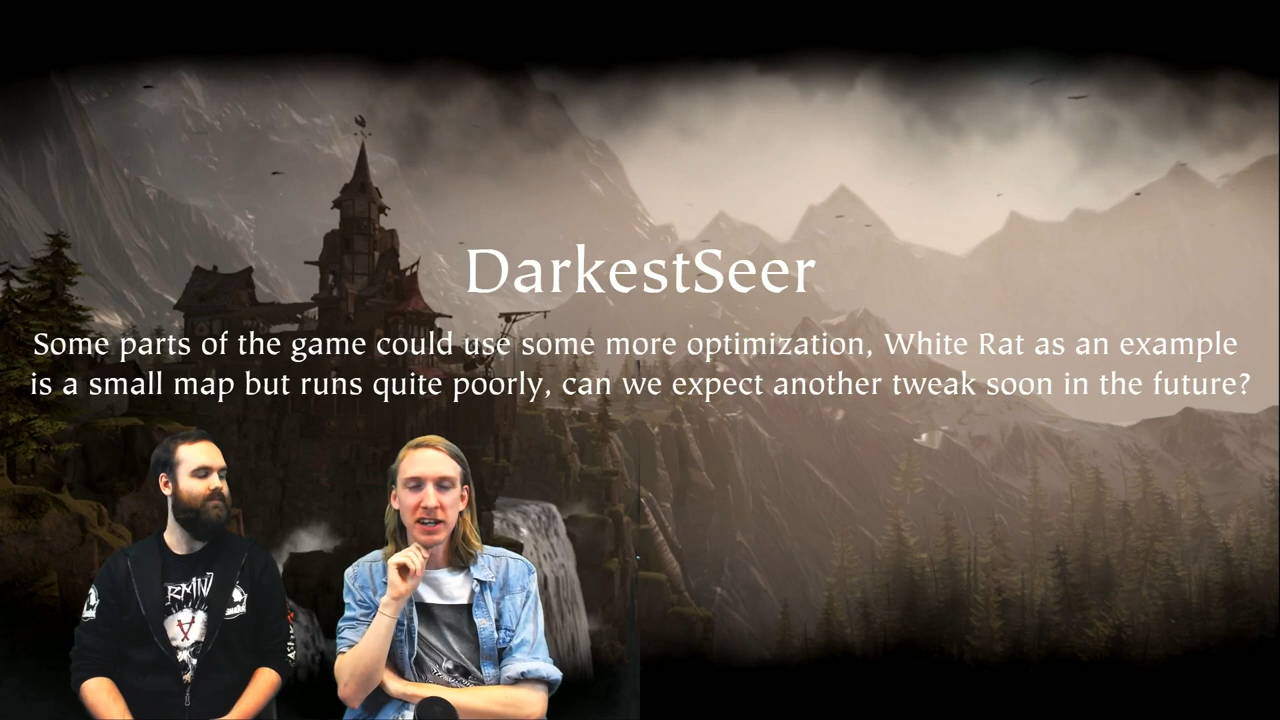 DarkestSeer
Some parts of the game could use some more optimization, White Rat as an example
is a small map but runs quite poorly, can we expect another tweak soon in the future?